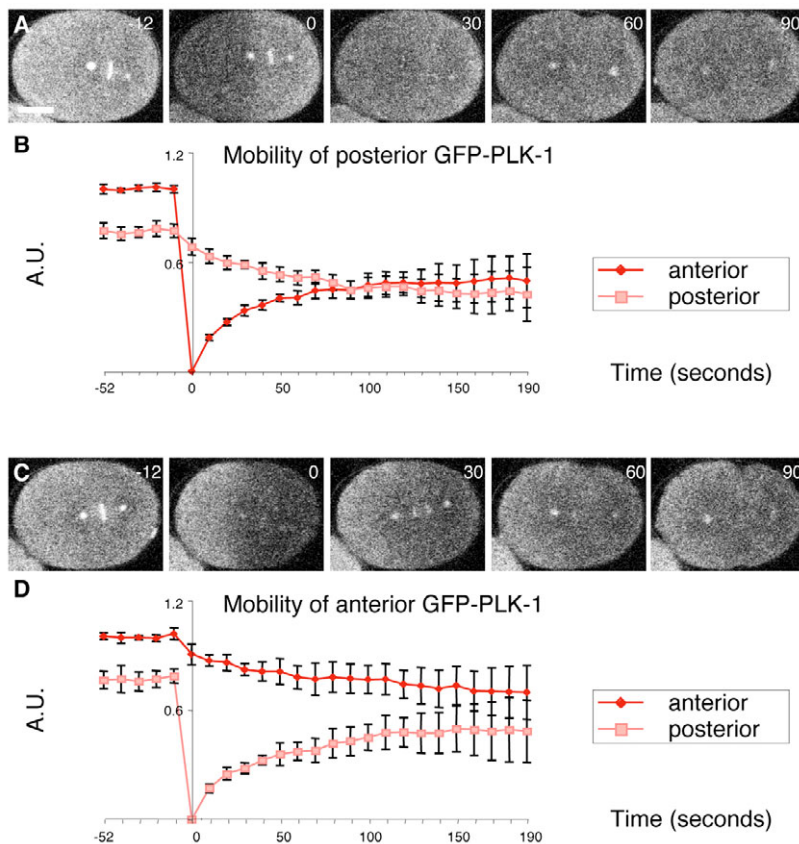 A
-12
0
30
60
90
B
Mobility of posterior GFP-PLK-1
1.2
0.6
A.U.
anterior
posterior
-52
0
50
100
150
190
Time (seconds)
C
-12
0
30
60
90
D
Mobility of anterior GFP-PLK-1
1.2
0.6
A.U.
anterior
posterior
-52
0
50
100
150
190
Time (seconds)